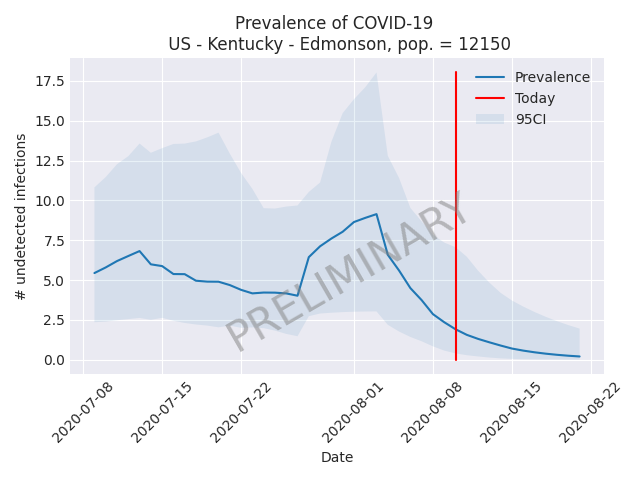 Prevalence of COVID-19
US - Kentucky - Edmonson, pop. = 12150
17.5
15.0
12.5
10.0
7.5
5.0
2.5
0.0
# undetected infections
Prevalence
Today
95CI
PRELIMINARY
2020-07-08
2020-07-15
2020-07-22
2020-08-01
2020-08-08
2020-08-15
2020-08-22
Date